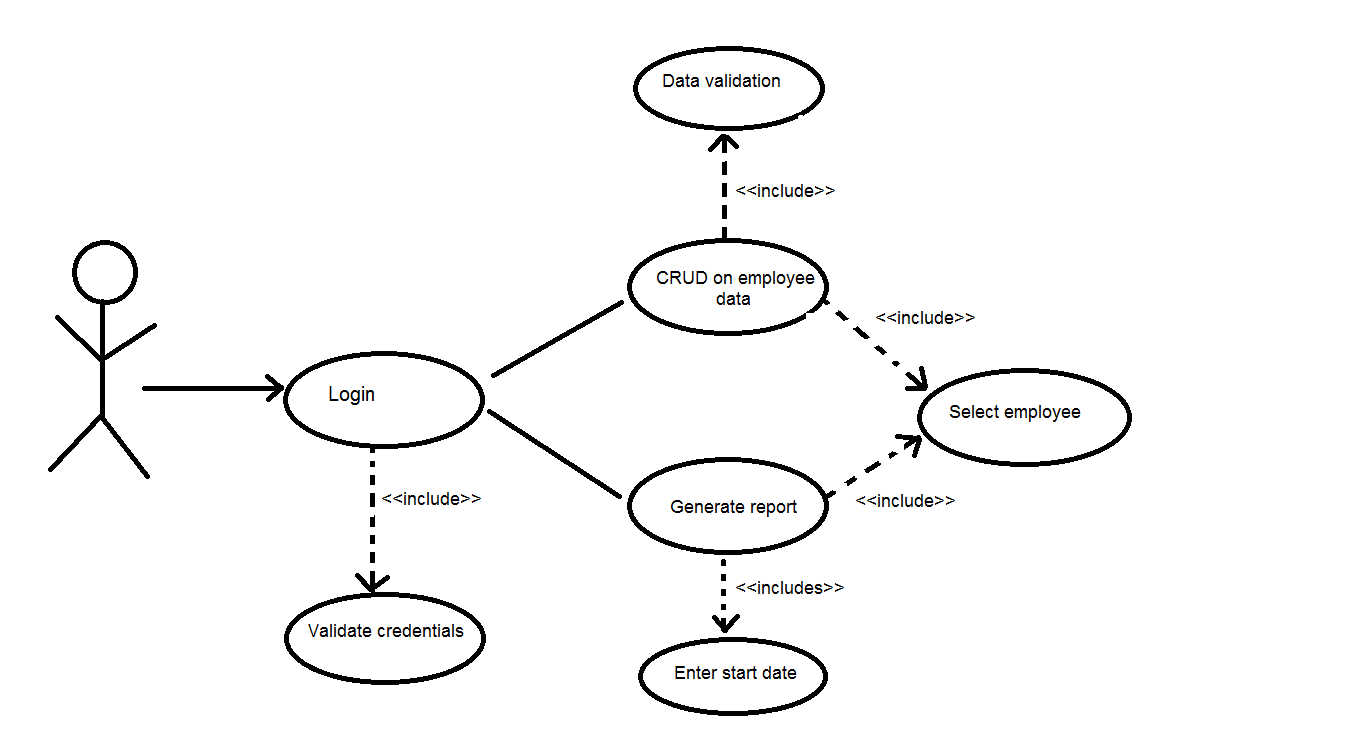 Data validation
<<include>>
CRUD on employee
data
<<include>>
Login
Select employee
<<include>>
<<include>>
Generate report
<<includes>>
Validate credentials
Enter start date